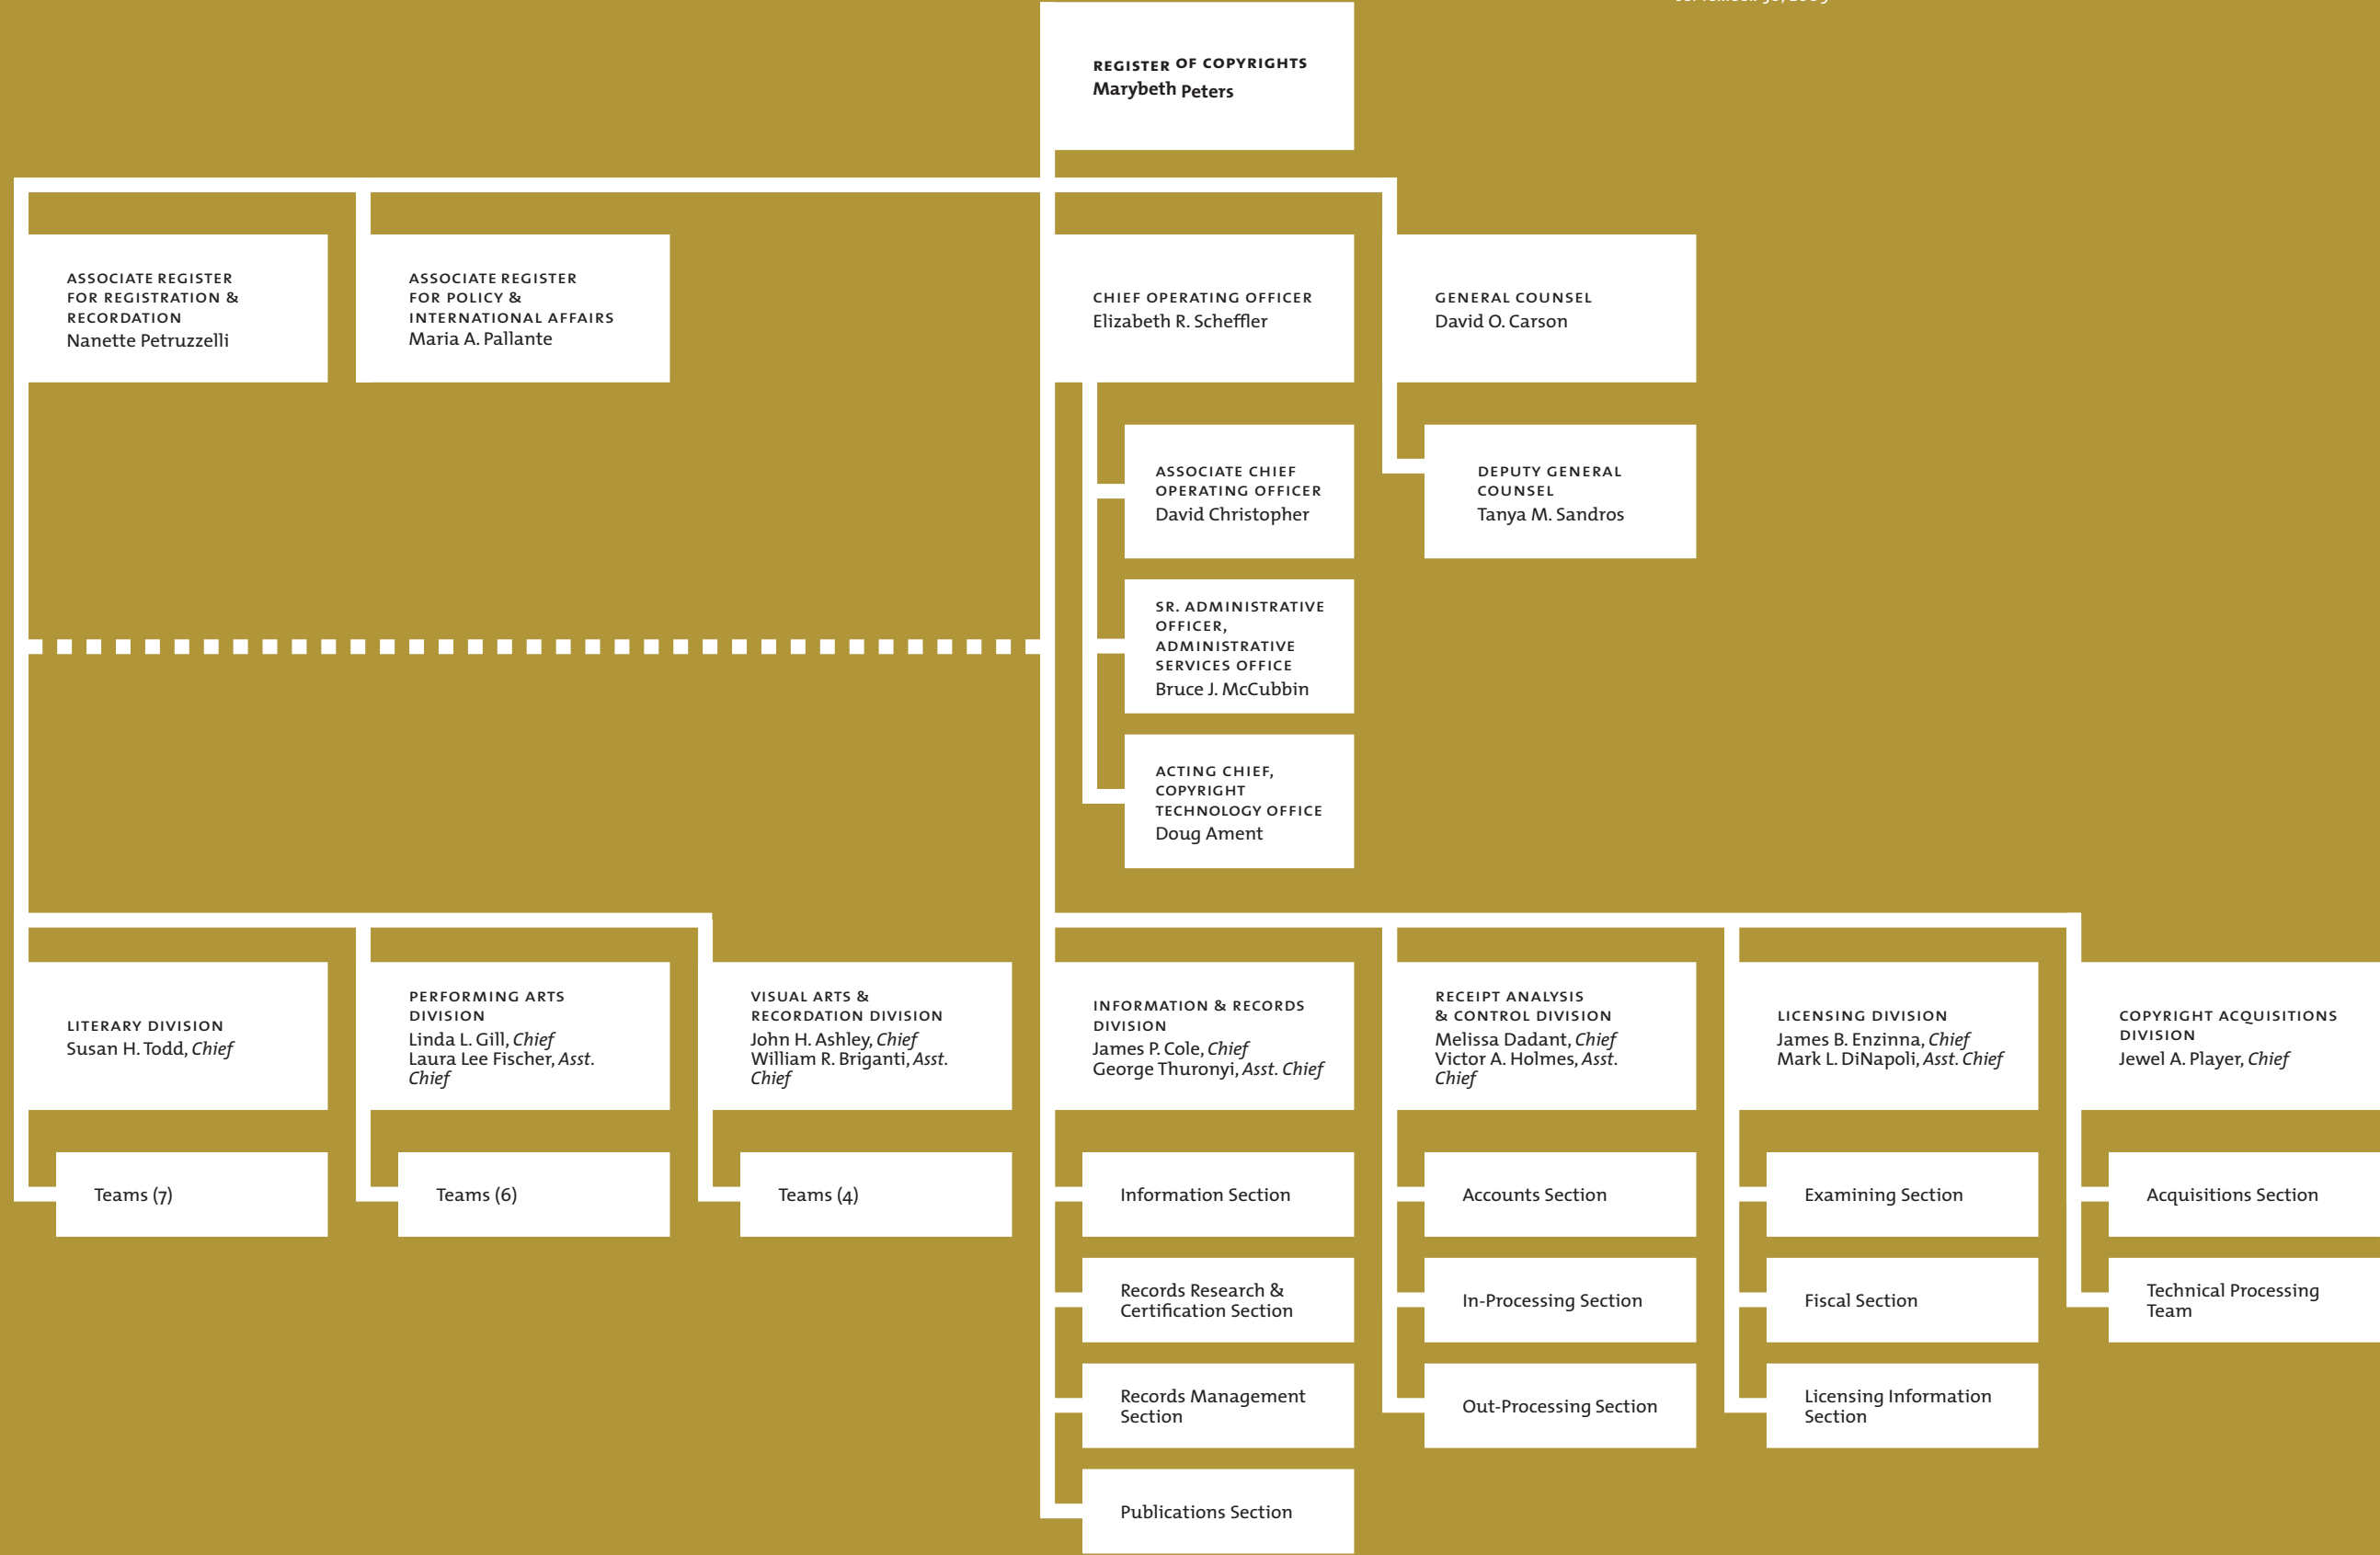 REGISTER OF COPYRIGHTS
Marybeth Peters
ASSOCIATE REGISTER
FOR REGISTRATION &
RECORDATION
Nanette Petruzzelli
ASSOCIATE REGISTER
FOR POLICY &
INTERNATIONAL AFFAIRS
Maria A. Pallante
CHIEF OPERATING OFFICER
Elizabeth R. Scheffler
GENERAL COUNSEL
David O. Carson
ASSOCIATE CHIEF
OPERATING OFFICER
David Christopher
DEPUTY GENERAL
COUNSEL
Tanya M. Sandros
SR. ADMINISTRATIVE
OFFICER,
ADMINISTRATIVE
SERVICES OFFICE
Bruce J. McCubbin
ACTING CHIEF,
COPYRIGHT
TECHNOLOGY OFFICE
Doug Ament
LITERARY DIVISION
Susan H. Todd, Chief
PERFORMING ARTS
DIVISION
Linda L. Gill, Chief
Laura Lee Fischer, Asst.
Chief
VISUAL ARTS &
RECORDATION DIVISION
John H. Ashley, Chief
William R. Briganti, Asst.
Chief
INFORMATION & RECORDS
DIVISION
James P. Cole, Chief
George Thuronyi, Asst. Chief
RECEIPT ANALYSIS
& CONTROL DIVISION
Melissa Dadant, Chief
Victor A. Holmes, Asst.
Chief
LICENSING DIVISION
James B. Enzinna, Chief
Mark L. DiNapoli, Asst. Chief
COPYRIGHT ACQUISITIONS
DIVISION
Jewel A. Player, Chief
Teams (7)
Teams (6)
Teams (4)
Information Section
Accounts Section
Examining Section
Acquisitions Section
Records Research &
Certification Section
In-Processing Section
Fiscal Section
Technical Processing
Team
Records Management
Section
Out-Processing Section
Licensing Information
Section
Publications Section